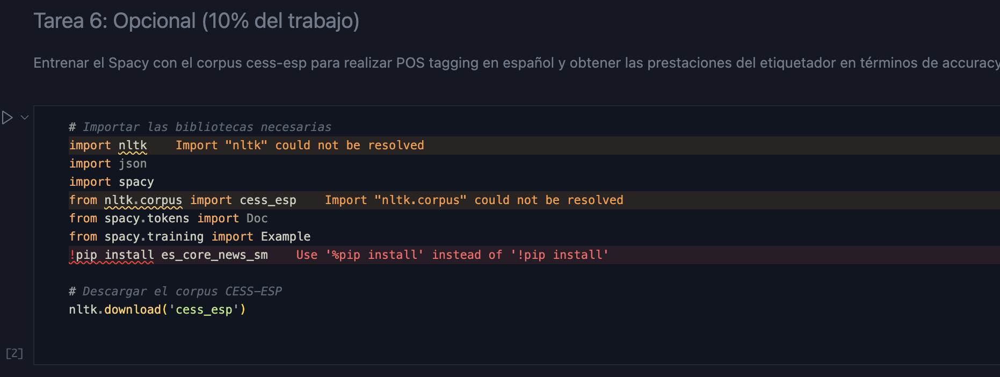 Tarea 6: Opcional (10% del trabajo)
Entrenar el Spacy con el corpus cess-esp para realizar POS tagging en español y obtener las prestaciones del etiquetador en términos de accuracy
# Importar las bibliotecas necesarias
import nltk    Import "nltk" could not be resolved
import json
import spacy
from nltk.corpus import cess_esp    Import "nltk.corpus" could not be resolved
from spacy.tokens import Doc
from spacy.training import Example
!pip install es_core_news_sm    Use '%pip install' instead of '!pip install'
# Descargar el corpus CESS-ESP
nltk.download('cess_esp')
[2]